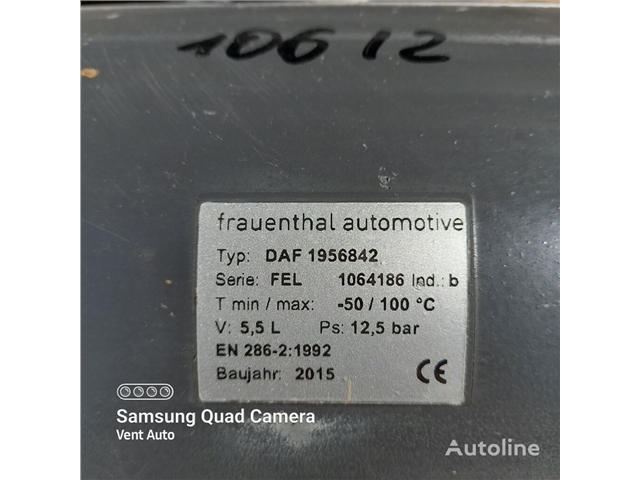 10612
frauenthal automotive
Typ: DAF 1956842
Serie: FEL 1064186 Ind.: b
T min / max: -50 / 100 °C
V: 5,5 L Ps: 12,5 bar
EN 286-2:1992
Baujahr: 2015 CE
Samsung Quad Camera
Vent Auto
Autoline